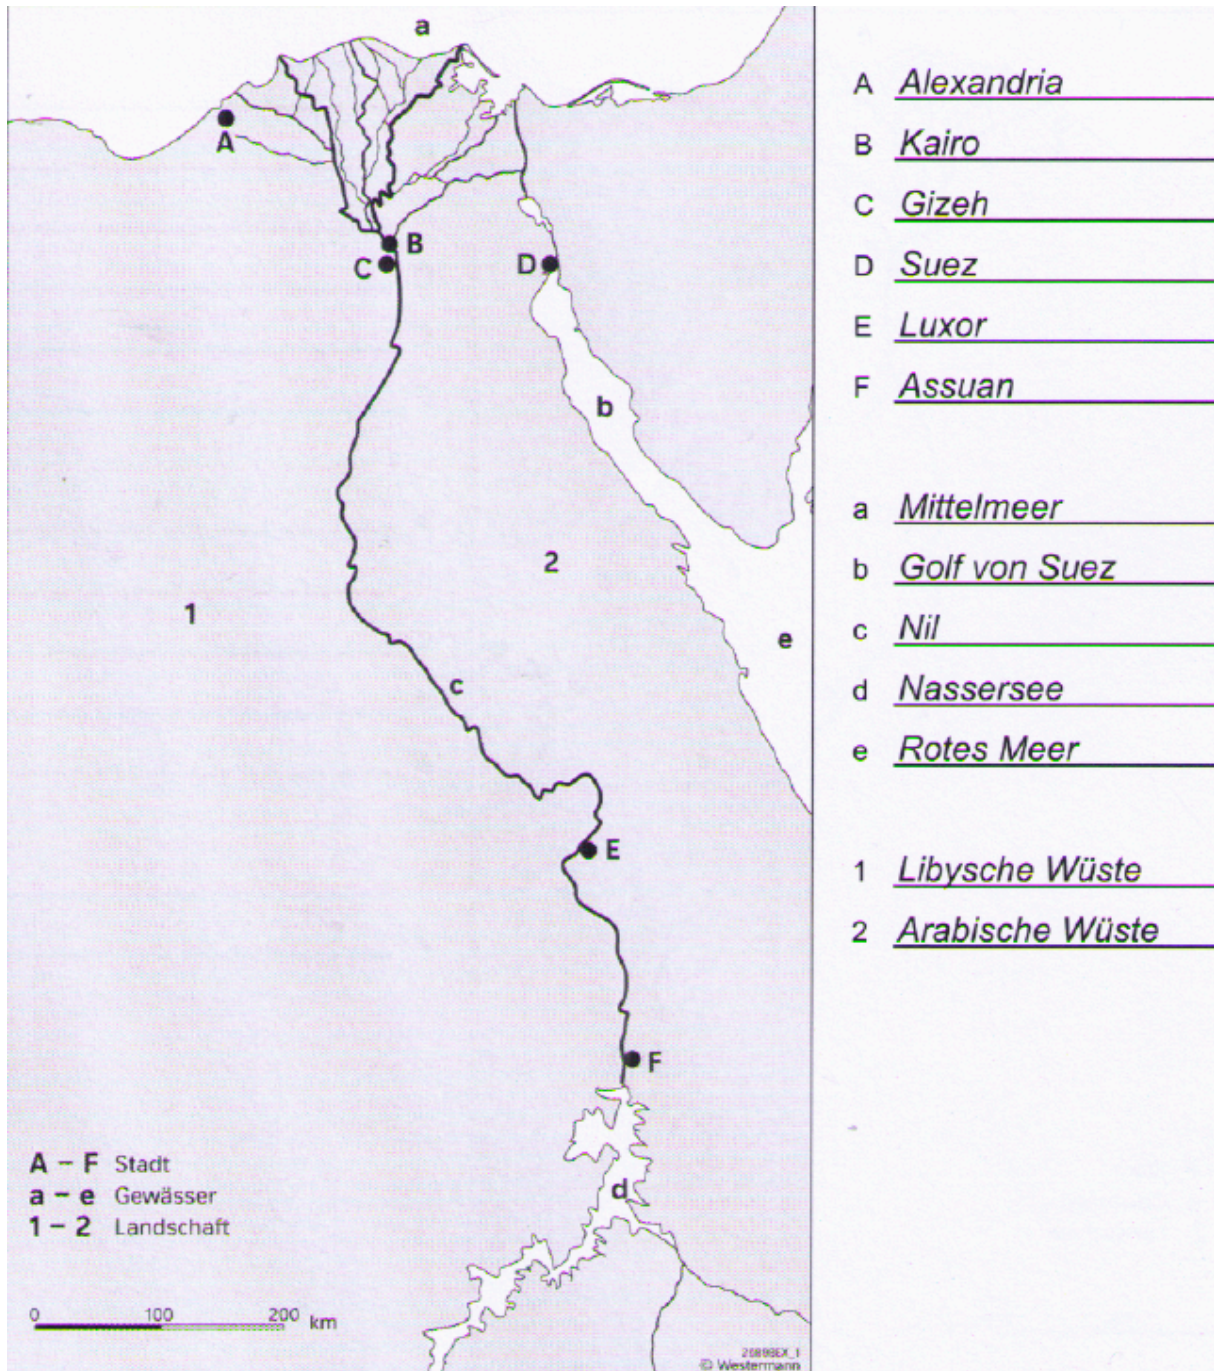 a
A
B
C
D
b
2
1
e
c
E
F
d
A – F Stadt
a – e Gewässer
1 – 2 Landschaft
0 100 200 km
© Westermann
A Alexandria
B Kairo
C Gizeh
D Suez
E Luxor
F Assuan
a Mittelmeer
b Golf von Suez
c Nil
d Nassersee
e Rotes Meer
1 Libysche Wüste
2 Arabische Wüste